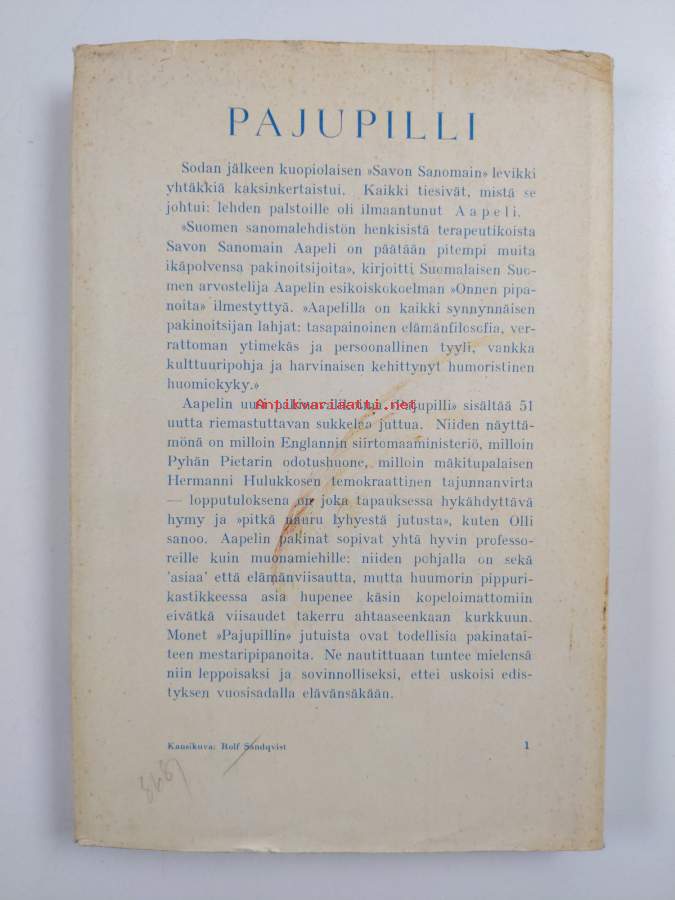 PAJUPILLI
Sodan jälkeen kuopiolaisen »Savon Sanomain» levikki
yhtäkkiä kaksinkertaistui. Kaikki tiesivät, mistä se
johtui: lehden palstoille oli ilmaantunut Aapeli.
»Suomen sanomalehdistön henkisistä terapeutikoista
Savon Sanomain Aapeli on päätään pitempi muita
ikäpolvensa pakinoitsijoita», kirjoitti Suomalaisen Suo-
men arvostelija Aapelin esikoiskokoelman »Onnen pipa-
noita» ilmestyttyä. »Aapelilla on kaikki synnynnäisen
pakinoitsijan lahjat: tasapainoinen elämänfilosofia, ver-
rattoman ytimekäs ja persoonallinen tyyli, vankka
kulttuuripohja ja harvinaisen kehittynyt humoristinen
huomiokyky.»
Aapelin uusi »Pajupilli» sisältää 51
Antikvariaatti.net
uutta riemastuttavan sukkelaa juttua. Niiden näyttä-
mönä on milloin Englannin siirtomaaministeriö, milloin
Pyhän Pietarin odotushuone, milloin mäkitupalaisen
Hermanni Hulukkosen temokraattinen tajunnanvirta
— lopputuloksena on joka tapauksessa hykähdyttävä
hymy ja »pitkä nauru lyhyestä jutusta», kuten Olli
sanoo. Aapelin pakinat sopivat yhtä hyvin professo-
reille kuin muonamiehille: niiden pohjalla on sekä
'asiaa' että elämänviisautta, mutta huumorin pippuri-
kastikkeessa asia hupenee käsin kopeloimattomiin
eivätkä viisaudet takerru ahtaaseenkaan kurkkuun.
Monet »Pajupillin» jutuista ovat todellisia pakinatai-
teen mestaripipanoita. Ne nautittuaan tuntee mielensä
niin leppoisaksi ja sovinnolliseksi, ettei uskoisi edis-
tyksen vuosisadalla elävänsäkään.
Kansikuva: Rolf Sandqvist 1